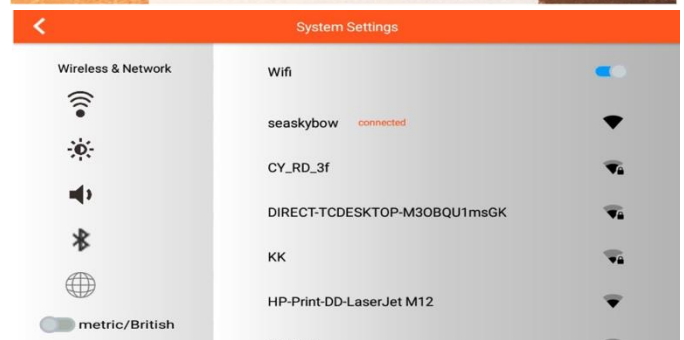 System Settings
Wireless & Network
metric/British
Wifi
seaskybow connected
CY_RD_3f
DIRECT-TCDESKTOP-M3OBQU1msGK
KK
HP-Print-DD-LaserJet M12